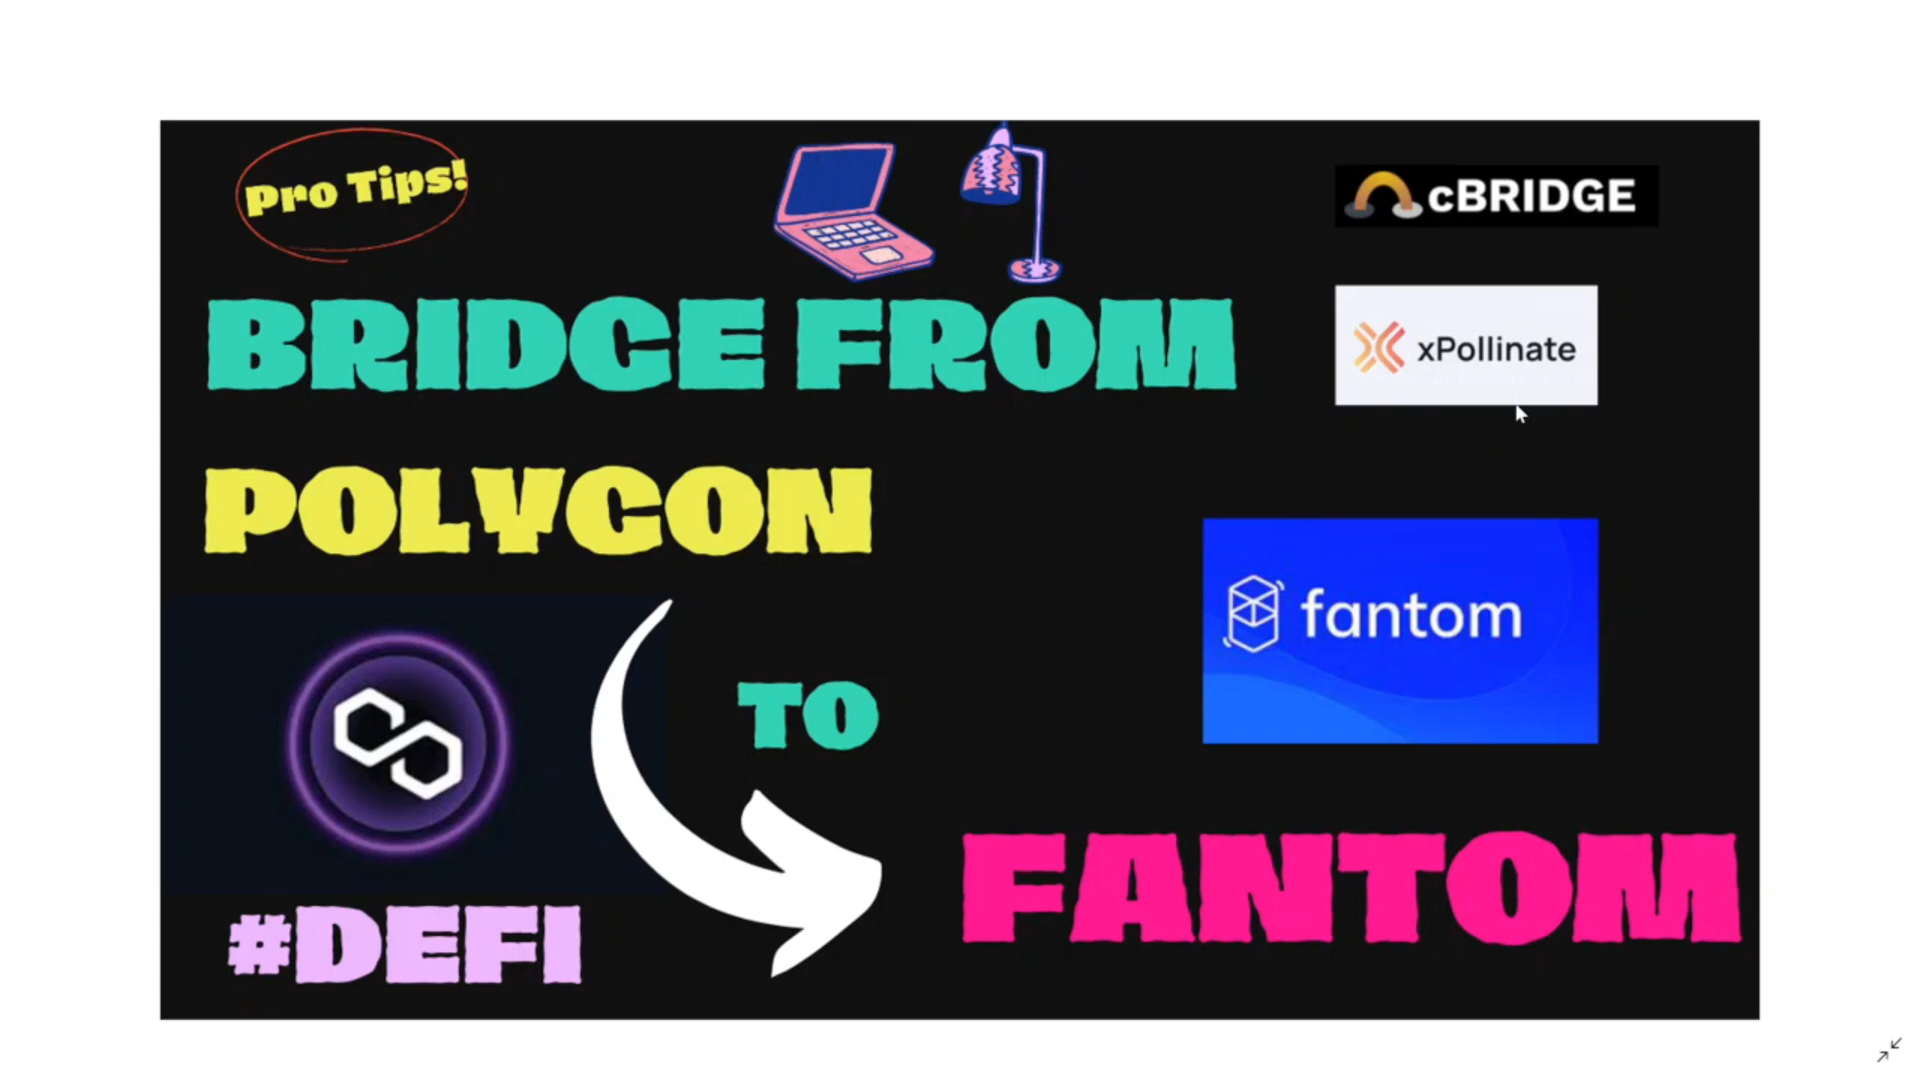 Pro Tips!
cBRIDGE
BRIDGE FROM
xPollinate
POLYGON
fantom
TO
FANTOM
#DEFI